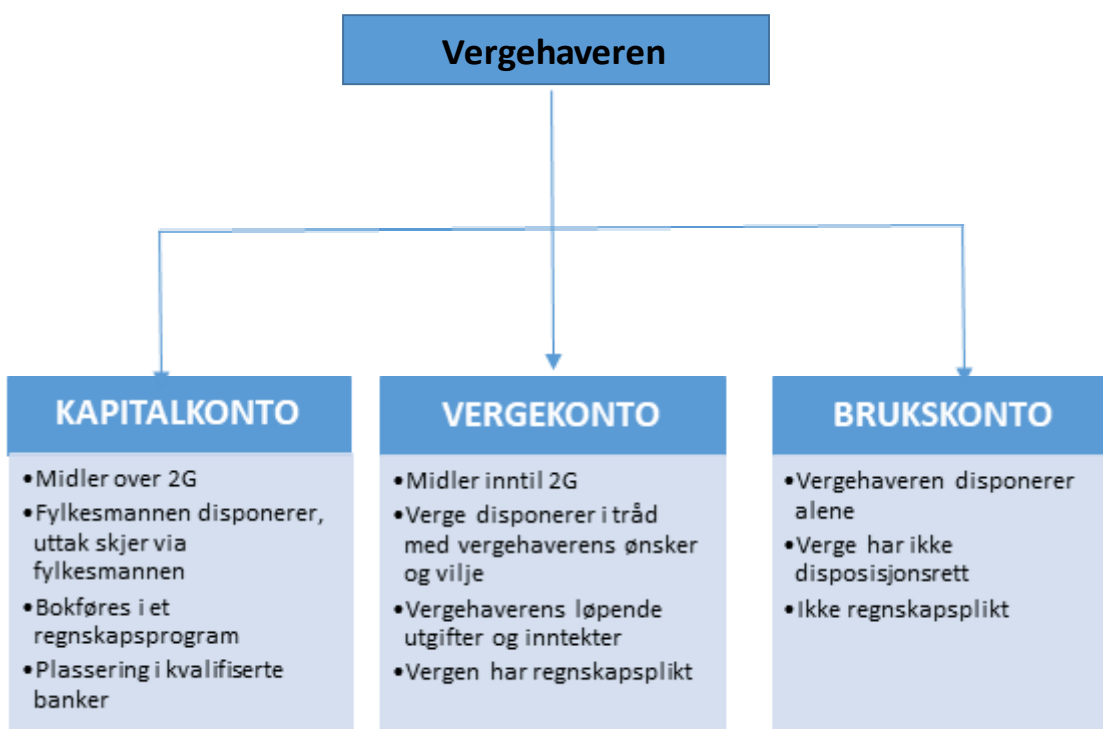 Vergehaveren
KAPITALKONTO
•Midler over 2G
•Fylkesmannen disponerer,
uttak skjer via
fylkesmannen
•Bokføres i et
regnskapsprogram
•Plassering i kvalifiserte
banker
VERGEKONTO
•Midler inntil 2G
•Verge disponerer i tråd
med vergehaverens ønsker
og vilje
•Vergehaverens løpende
utgifter og inntekter
•Vergen har regnskapsplikt
BRUKSKONTO
•Vergehaveren disponerer
alene
•Verge har ikke
disposisjonsrett
•Ikke regnskapsplikt